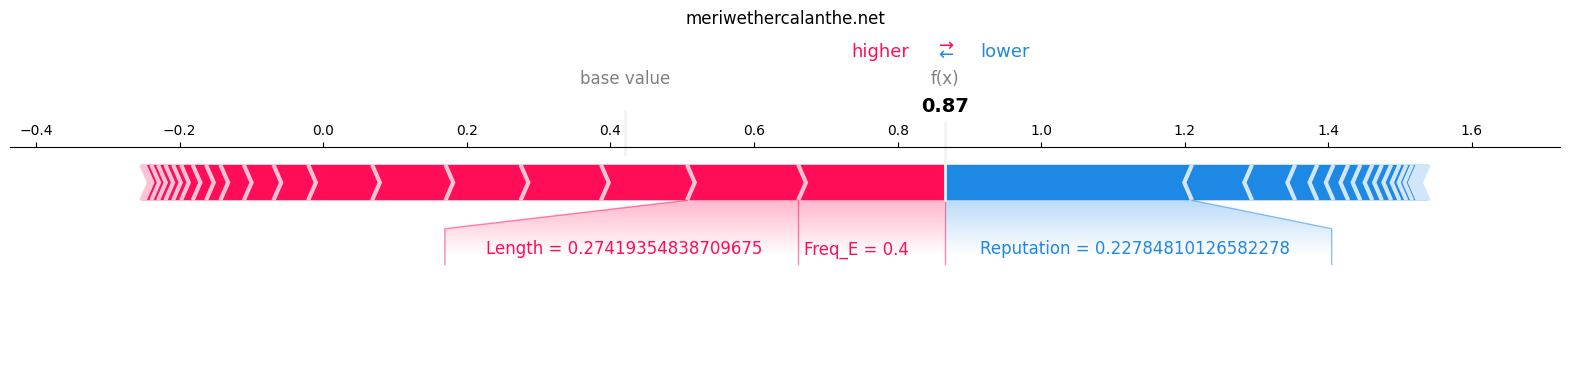 meriwethercalanthe.net
higher ⇄ lower
base value f(x)
0.87
−0.4 −0.2 0.0 0.2 0.4 0.6 0.8 1.0 1.2 1.4 1.6
Length = 0.27419354838709675 Freq_E = 0.4 Reputation = 0.22784810126582278